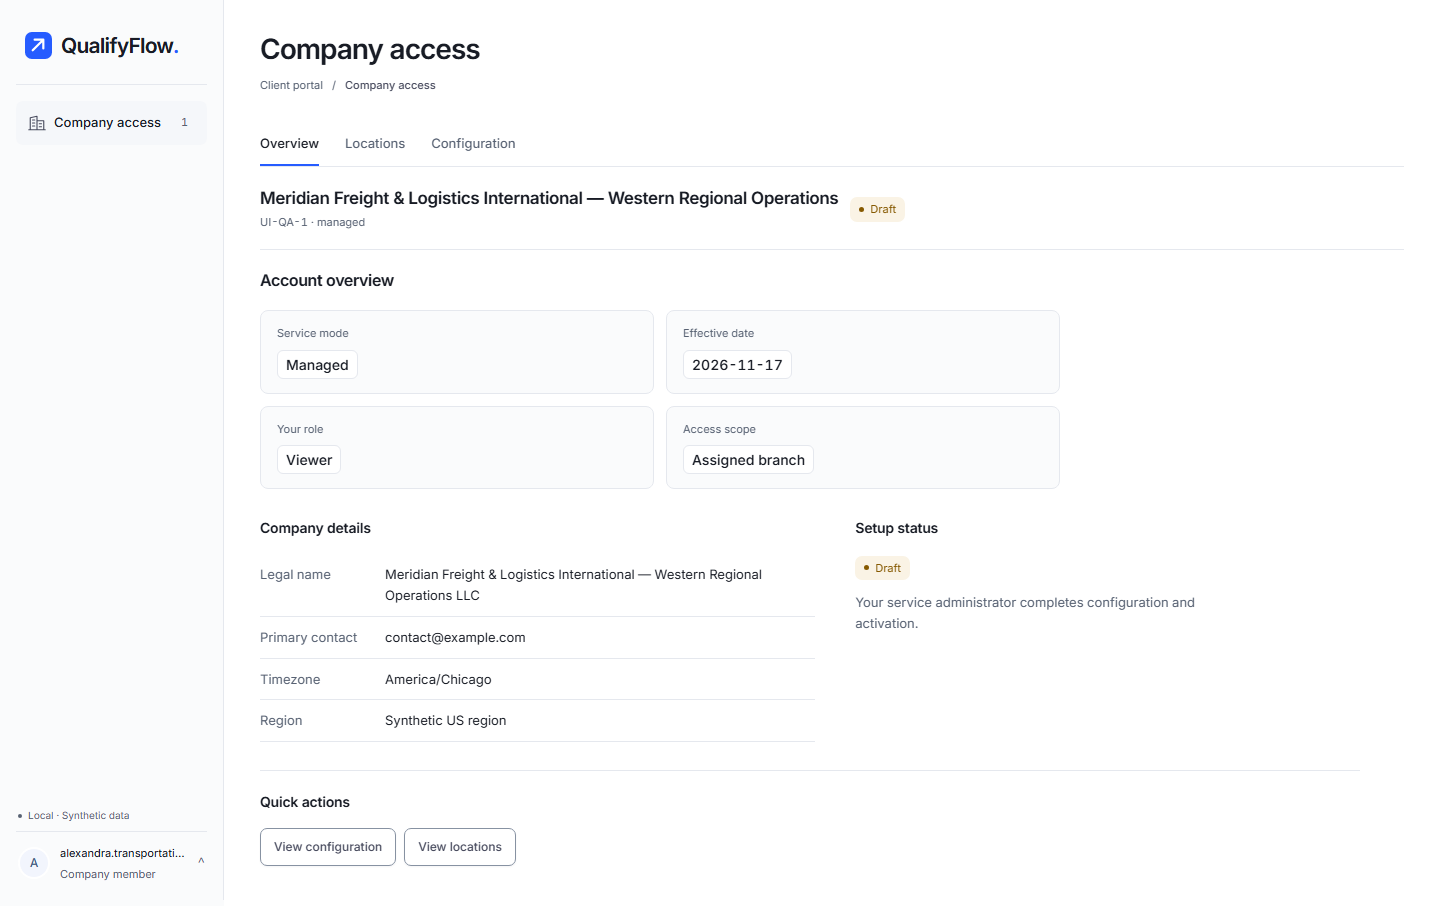 QualifyFlow.
Company access 1
Local · Synthetic data
A
alexandra.transportati...
Company member
^
Company access
Client portal / Company access
Overview Locations Configuration
Meridian Freight & Logistics International — Western Regional Operations
Draft
UI-QA-1 · managed
Account overview
Service mode
Managed
Effective date
2026-11-17
Your role
Viewer
Access scope
Assigned branch
Company details
Legal name
Meridian Freight & Logistics International — Western Regional
Operations LLC
Primary contact contact@example.com
Timezone America/Chicago
Region Synthetic US region
Setup status
Draft
Your service administrator completes configuration and
activation.
Quick actions
View configuration View locations